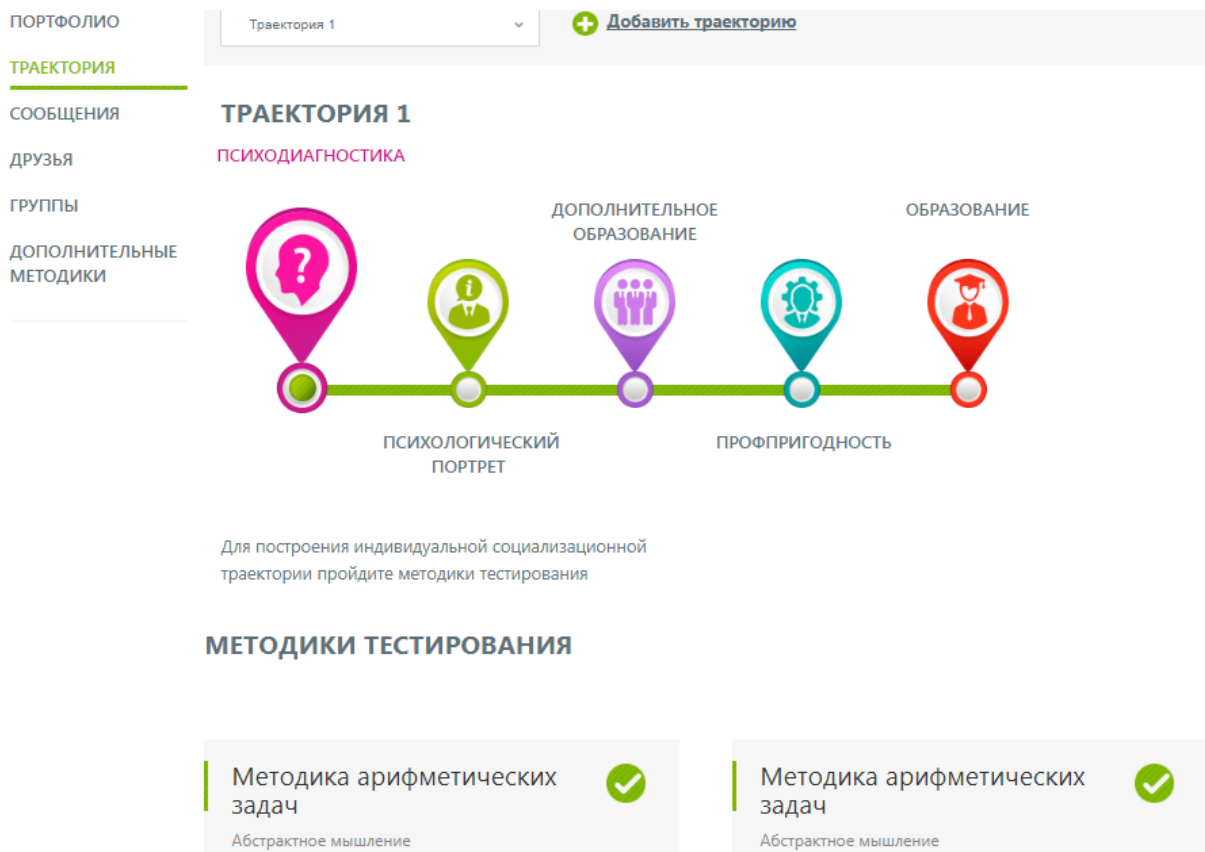 ПОРТФОЛИО
ТРАЕКТОРИЯ
СООБЩЕНИЯ
ДРУЗЬЯ
ГРУППЫ
ДОПОЛНИТЕЛЬНЫЕ
МЕТОДИКИ
Траектория 1
Добавить траекторию
ТРАЕКТОРИЯ 1
ПСИХОДИАГНОСТИКА
ДОПОЛНИТЕЛЬНОЕ
ОБРАЗОВАНИЕ
ОБРАЗОВАНИЕ
?
i
ПСИХОЛОГИЧЕСКИЙ
ПОРТРЕТ
ПРОФПРИГОДНОСТЬ
Для построения индивидуальной социализационной
траектории пройдите методики тестирования
МЕТОДИКИ ТЕСТИРОВАНИЯ
Методика арифметических
задач
Абстрактное мышление
Методика арифметических
задач
Абстрактное мышление